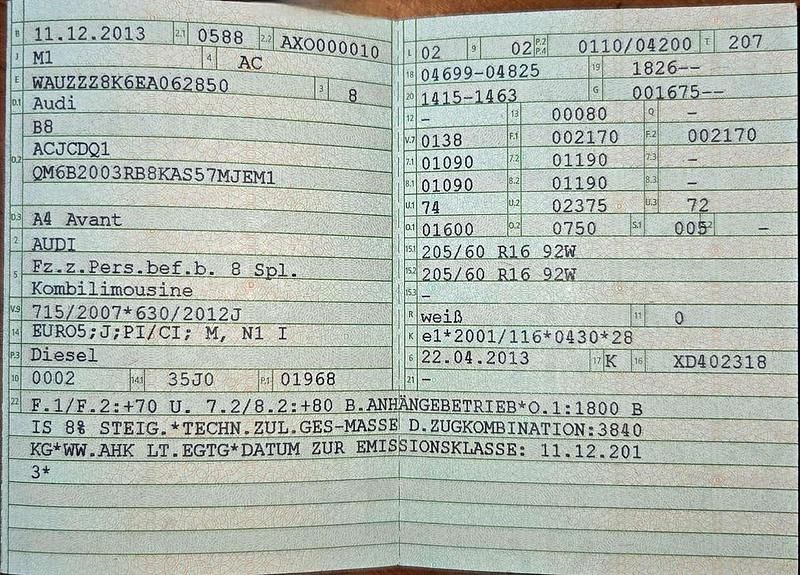 B 11.12.2013 2.1 0588 2.2 AXO000010
J M1 4 AC
E WAUZZZ8K6EA062850 3 8
D.1 Audi
B8
ACJCDQ1
D.2 QM6B2003RB8KAS57MJEM1
D.3 A4 Avant
2 AUDI
5 Fz.z.Pers.bef.b. 8 Spl.
Kombilimousine
V.9 715/2007*630/2012J
14 EURO5;J;PI/CI; M, N1 I
P.3 Diesel
10 0002 14.1 35J0 P.1 01968
L 02 9 02 P.2 P.4 0110/04200 T 207
18 04699-04825 19 1826--
20 1415-1463 G 001675--
12 - 13 00080 Q -
V.7 0138 F.1 002170 F.2 002170
7.1 01090 7.2 01190 7.3 -
8.1 01090 8.2 01190 8.3 -
U.1 74 U.2 02375 U.3 72
O.1 01600 O.2 0750 S.1 005 S.2 -
15.1 205/60 R16 92W
15.2 205/60 R16 92W
15.3 -
R weiß 11 0
K e1*2001/116*0430*28
6 22.04.2013 17 K 16 XD402318
21 -
22 F.1/F.2:+70 U. 7.2/8.2:+80 B.ANHÄNGEBETRIEB*O.1:1800 B
IS 8% STEIG.*TECHN.ZUL.GES-MASSE D.ZUGKOMBINATION:3840
KG*WW.AHK LT.EGTG*DATUM ZUR EMISSIONSKLASSE: 11.12.201
3*